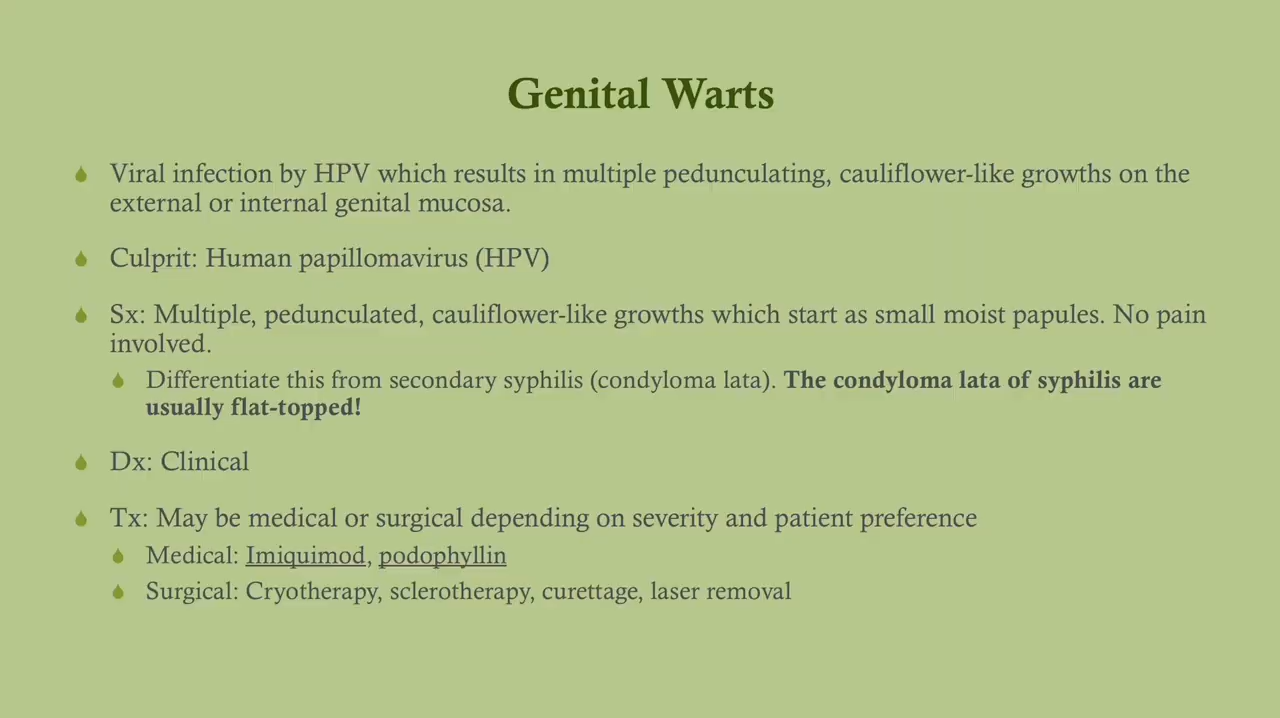 Genital Warts
Viral infection by HPV which results in multiple pedunculating, cauliflower-like growths on the
external or internal genital mucosa.
Culprit: Human papillomavirus (HPV)
Sx: Multiple, pedunculated, cauliflower-like growths which start as small moist papules. No pain
involved.
Differentiate this from secondary syphilis (condyloma lata). The condyloma lata of syphilis are
usually flat-topped!
Dx: Clinical
Tx: May be medical or surgical depending on severity and patient preference
Medical: Imiquimod, podophyllin
Surgical: Cryotherapy, sclerotherapy, curettage, laser removal